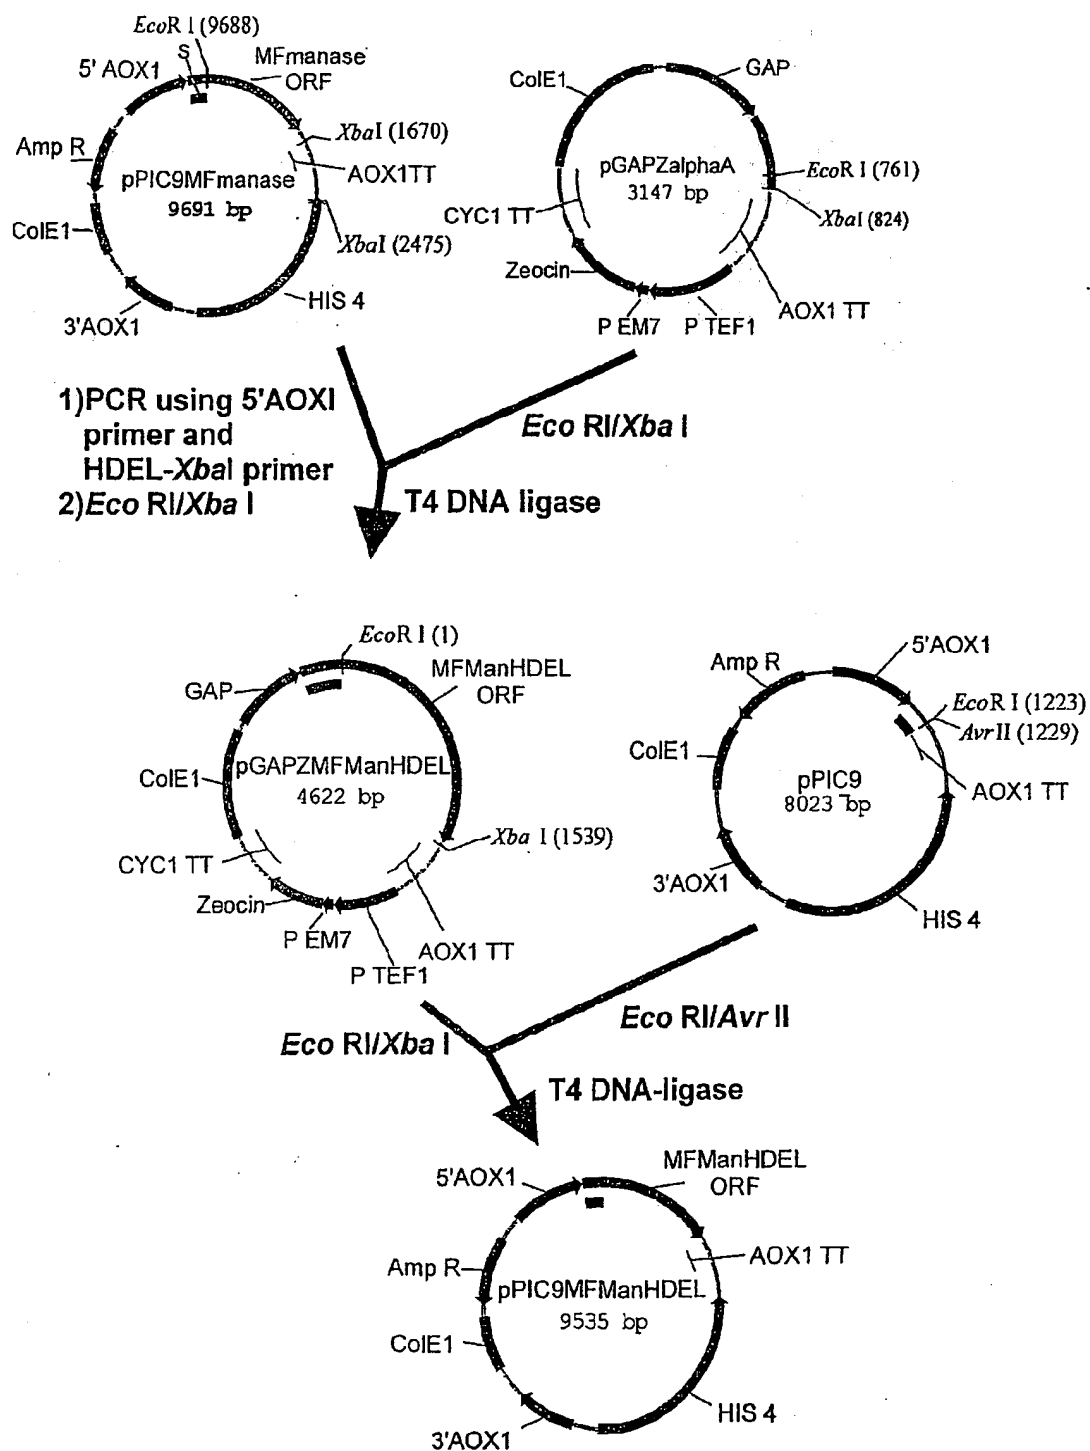 EcoR I (9688)
S
5' AOX1
MFmanase
ORF
XbaI (1670)
Amp R
AOX1TT
pPIC9MFmanase
9691 bp
ColE1
XbaI (2475)
HIS 4
3'AOX1
ColE1
GAP
pGAPZalphaA
3147 bp
EcoR I (761)
CYC1 TT
XbaI (824)
Zeocin
AOX1 TT
P EM7
P TEF1
1)PCR using 5'AOXI
primer and
HDEL-XbaI primer
2)Eco RI/Xba I
Eco RI/Xba I
T4 DNA ligase
EcoR I (1)
MFManHDEL
ORF
GAP
pGAPZMFManHDEL
4622 bp
ColE1
Xba I (1539)
CYC1 TT
Zeocin
P EM7
AOX1 TT
P TEF1
5'AOX1
Amp R
EcoR I (1223)
AvrII (1229)
ColE1
pPIC9
8023 bp
AOX1 TT
3'AOX1
HIS 4
Eco RI/Xba I
Eco RI/Avr II
T4 DNA-ligase
MFManHDEL
ORF
5'AOX1
Amp R
AOX1 TT
pPIC9MFManHDEL
9535 bp
ColE1
HIS 4
3'AOX1